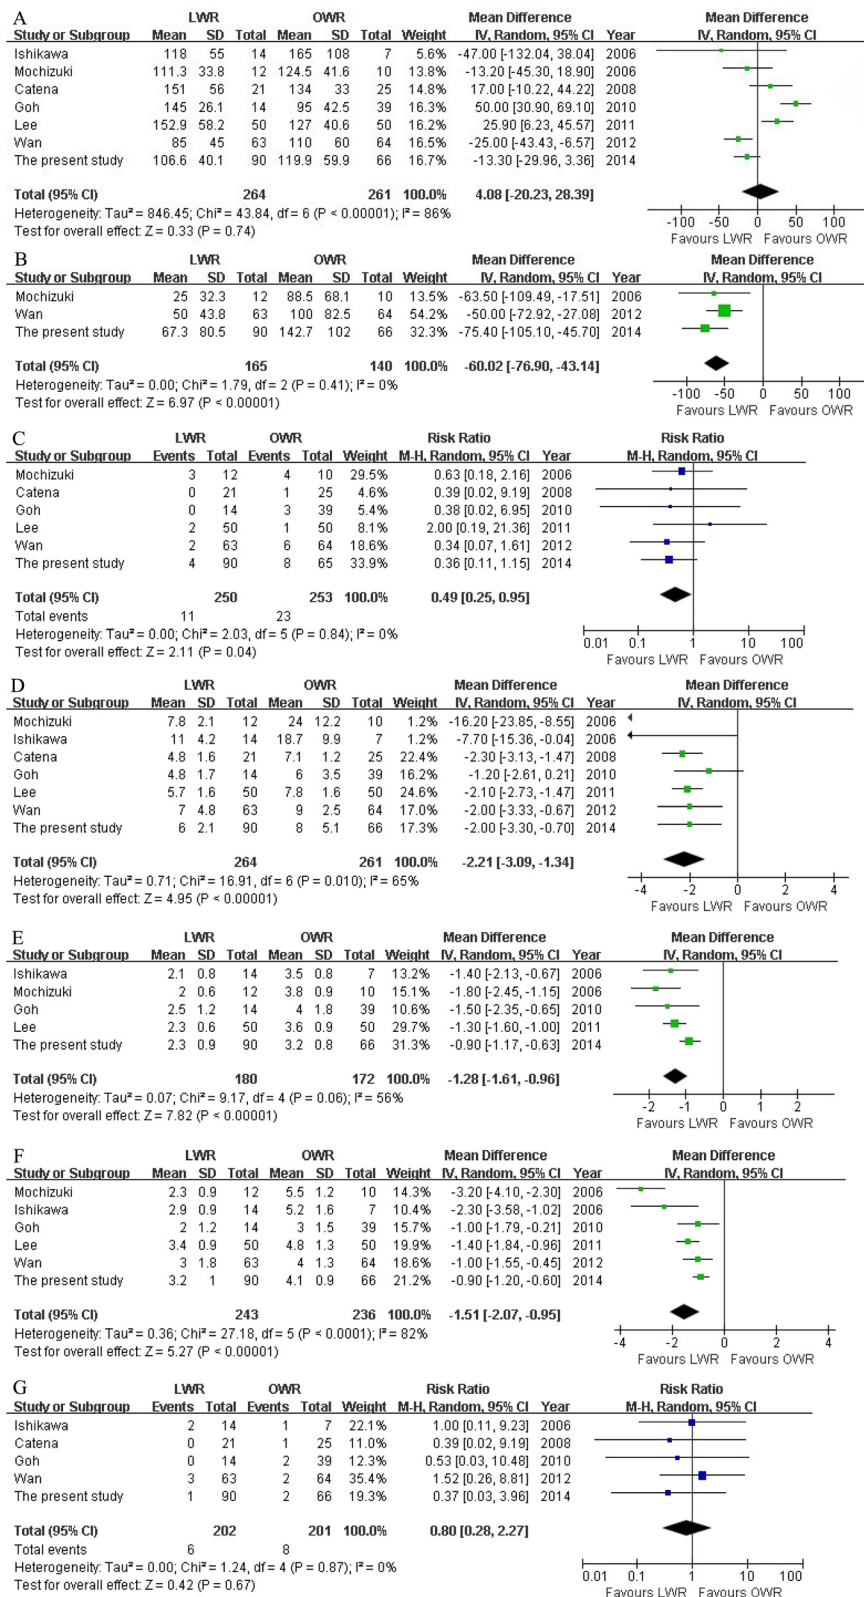 A
LWR OWR Mean Difference Mean Difference
Study or Subgroup Mean SD Total Mean SD Total Weight IV, Random, 95% CI Year IV, Random, 95% CI
Ishikawa 118 55 14 165 108 7 5.6% -47.00 [-132.04, 38.04] 2006
Mochizuki 111.3 33.8 12 124.5 41.6 10 13.8% -13.20 [-45.30, 18.90] 2006
Catena 151 56 21 134 33 25 14.8% 17.00 [-10.22, 44.22] 2008
Goh 145 26.1 14 95 42.5 39 16.3% 50.00 [30.90, 69.10] 2010
Lee 152.9 58.2 50 127 40.6 50 16.2% 25.90 [6.23, 45.57] 2011
Wan 85 45 63 110 60 64 16.5% -25.00 [-43.43, -6.57] 2012
The present study 106.6 40.1 90 119.9 59.9 66 16.7% -13.30 [-29.96, 3.36] 2014
Total (95% CI) 264 261 100.0% 4.08 [-20.23, 28.39]
Heterogeneity: Tau² = 846.45; Chi² = 43.84, df = 6 (P < 0.00001); I² = 86%
Test for overall effect: Z = 0.33 (P = 0.74)
-100 -50 0 50 100
Favours LWR Favours OWR
B
LWR OWR Mean Difference Mean Difference
Study or Subgroup Mean SD Total Mean SD Total Weight IV, Random, 95% CI Year IV, Random, 95% CI
Mochizuki 25 32.3 12 88.5 68.1 10 13.5% -63.50 [-109.49, -17.51] 2006
Wan 50 43.8 63 100 82.5 64 54.2% -50.00 [-72.92, -27.08] 2012
The present study 67.3 80.5 90 142.7 102 66 32.3% -75.40 [-105.10, -45.70] 2014
Total (95% CI) 165 140 100.0% -60.02 [-76.90, -43.14]
Heterogeneity: Tau² = 0.00; Chi² = 1.79, df = 2 (P = 0.41); I² = 0%
Test for overall effect: Z = 6.97 (P < 0.00001)
-100 -50 0 50 100
Favours LWR Favours OWR
C
LWR OWR Risk Ratio Risk Ratio
Study or Subgroup Events Total Events Total Weight M-H, Random, 95% CI Year M-H, Random, 95% CI
Mochizuki 3 12 4 10 29.5% 0.63 [0.18, 2.16] 2006
Catena 0 21 1 25 4.6% 0.39 [0.02, 9.19] 2008
Goh 0 14 3 39 5.4% 0.38 [0.02, 6.95] 2010
Lee 2 50 1 50 8.1% 2.00 [0.19, 21.36] 2011
Wan 2 63 6 64 18.6% 0.34 [0.07, 1.61] 2012
The present study 4 90 8 65 33.9% 0.36 [0.11, 1.15] 2014
Total (95% CI) 250 253 100.0% 0.49 [0.25, 0.95]
Total events 11 23
Heterogeneity: Tau² = 0.00; Chi² = 2.03, df = 5 (P = 0.84); I² = 0%
Test for overall effect: Z = 2.11 (P = 0.04)
0.01 0.1 1 10 100
Favours LWR Favours OWR
D
LWR OWR Mean Difference Mean Difference
Study or Subgroup Mean SD Total Mean SD Total Weight IV, Random, 95% CI Year IV, Random, 95% CI
Mochizuki 7.8 2.1 12 24 12.2 10 1.2% -16.20 [-23.85, -8.55] 2006
Ishikawa 11 4.2 14 18.7 9.9 7 1.2% -7.70 [-15.36, -0.04] 2006
Catena 4.8 1.6 21 7.1 1.2 25 22.4% -2.30 [-3.13, -1.47] 2008
Goh 4.8 1.7 14 6 3.5 39 16.2% -1.20 [-2.61, 0.21] 2010
Lee 5.7 1.6 50 7.8 1.6 50 24.6% -2.10 [-2.73, -1.47] 2011
Wan 7 4.8 63 9 2.5 64 17.0% -2.00 [-3.33, -0.67] 2012
The present study 6 2.1 90 8 5.1 66 17.3% -2.00 [-3.30, -0.70] 2014
Total (95% CI) 264 261 100.0% -2.21 [-3.09, -1.34]
Heterogeneity: Tau² = 0.71; Chi² = 16.91, df = 6 (P = 0.010); I² = 65%
Test for overall effect: Z = 4.95 (P < 0.00001)
-4 -2 0 2 4
Favours LWR Favours OWR
E
LWR OWR Mean Difference Mean Difference
Study or Subgroup Mean SD Total Mean SD Total Weight IV, Random, 95% CI Year IV, Random, 95% CI
Ishikawa 2.1 0.8 14 3.5 0.8 7 13.2% -1.40 [-2.13, -0.67] 2006
Mochizuki 2 0.6 12 3.8 0.9 10 15.1% -1.80 [-2.45, -1.15] 2006
Goh 2.5 1.2 14 4 1.8 39 10.6% -1.50 [-2.35, -0.65] 2010
Lee 2.3 0.6 50 3.6 0.9 50 29.7% -1.30 [-1.60, -1.00] 2011
The present study 2.3 0.9 90 3.2 0.8 66 31.3% -0.90 [-1.17, -0.63] 2014
Total (95% CI) 180 172 100.0% -1.28 [-1.61, -0.96]
Heterogeneity: Tau² = 0.07; Chi² = 9.17, df = 4 (P = 0.06); I² = 56%
Test for overall effect: Z = 7.82 (P < 0.00001)
-2 -1 0 1 2
Favours LWR Favours OWR
F
LWR OWR Mean Difference Mean Difference
Study or Subgroup Mean SD Total Mean SD Total Weight IV, Random, 95% CI Year IV, Random, 95% CI
Mochizuki 2.3 0.9 12 5.5 1.2 10 14.3% -3.20 [-4.10, -2.30] 2006
Ishikawa 2.9 0.9 14 5.2 1.6 7 10.4% -2.30 [-3.58, -1.02] 2006
Goh 2 1.2 14 3 1.5 39 15.6% -1.00 [-1.79, -0.21] 2010
Lee 3.4 0.9 50 4.8 1.3 50 19.9% -1.40 [-1.84, -0.96] 2011
Wan 3 1.8 63 4 1.3 64 18.6% -1.00 [-1.55, -0.45] 2012
The present study 3.2 1 90 4.1 0.9 66 21.2% -0.90 [-1.20, -0.60] 2014
Total (95% CI) 243 236 100.0% -1.51 [-2.07, -0.95]
Heterogeneity: Tau² = 0.36; Chi² = 27.18, df = 5 (P < 0.0001); I² = 82%
Test for overall effect: Z = 5.27 (P < 0.00001)
-4 -2 0 2 4
Favours LWR Favours OWR
G
LWR OWR Risk Ratio Risk Ratio
Study or Subgroup Events Total Events Total Weight M-H, Random, 95% CI Year M-H, Random, 95% CI
Ishikawa 2 14 1 7 22.1% 1.00 [0.11, 9.23] 2006
Catena 0 21 1 25 11.0% 0.39 [0.02, 9.19] 2008
Goh 0 14 2 39 12.3% 0.53 [0.03, 10.48] 2010
Wan 3 63 2 64 35.4% 1.52 [0.26, 8.81] 2012
The present study 1 90 2 66 19.3% 0.37 [0.03, 3.96] 2014
Total (95% CI) 202 201 100.0% 0.80 [0.28, 2.27]
Total events 6 8
Heterogeneity: Tau² = 0.00; Chi² = 1.24, df = 4 (P = 0.87); I² = 0%
Test for overall effect: Z = 0.42 (P = 0.67)
0.01 0.1 1 10 100
Favours LWR Favours OWR